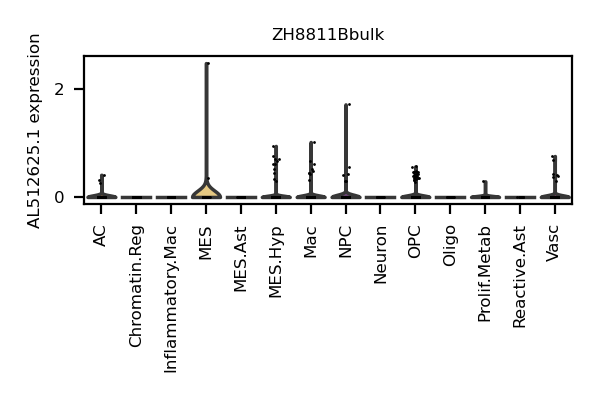 ZH8811Bbulk
AL512625.1 expression
2
0
AC
Chromatin.Reg
Inflammatory.Mac
MES
MES.Ast
MES.Hyp
Mac
NPC
Neuron
OPC
Oligo
Prolif.Metab
Reactive.Ast
Vasc